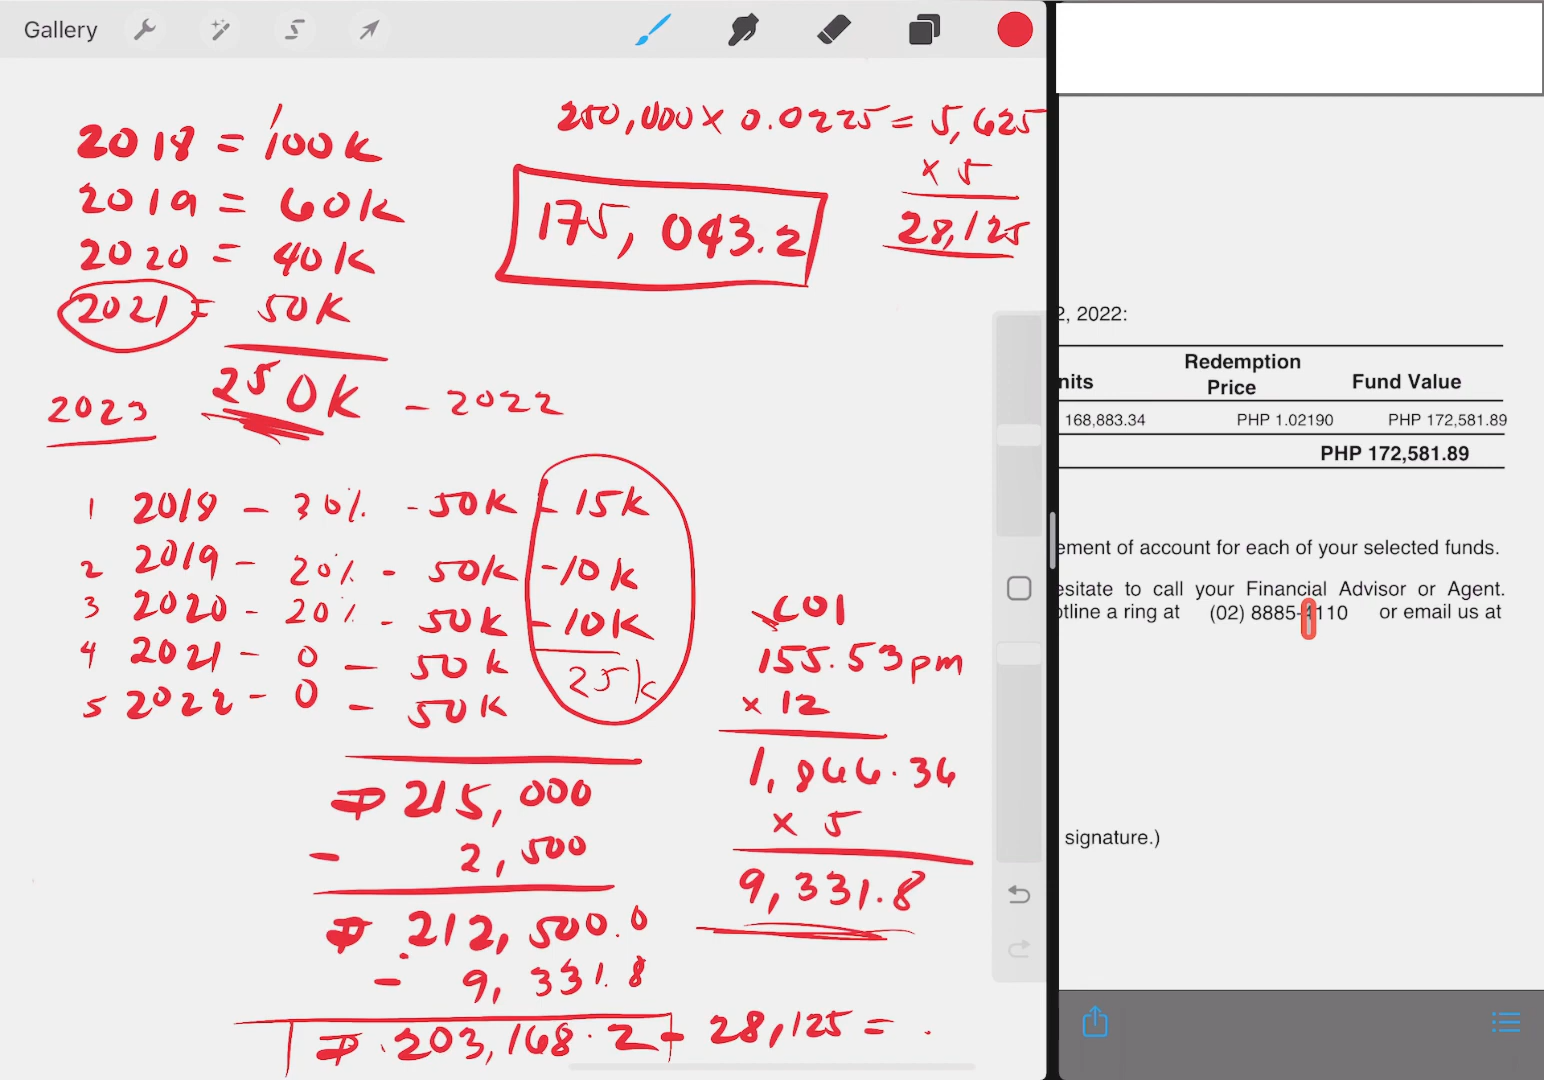 Gallery
2018 = 100k
2019 = 60k
2020 = 40k
2021 = 50k
250k - 2022
2023
250,000 x 0.0225 = 5,625
x 5
28,125
175,043.2
1 2018 - 30% - 50k - 15k
2 2019 - 20% - 50k - 10k
3 2020 - 20% - 50k - 10k
4 2021 - 0 - 50k
25k
5 2022 - 0 - 50k
₱ 215,000
- 2,500
₱ 212,500.0
- 9,331.8
₱ 203,168.2 - 28,125 = .
COI
155.53 pm
x 12
1,866.36
x 5
9,331.8
2, 2022:
nits Redemption Price Fund Value
168,883.34 PHP 1.02190 PHP 172,581.89
PHP 172,581.89
ement of account for each of your selected funds.
esitate to call your Financial Advisor or Agent.
otline a ring at (02) 8885-4110 or email us at
signature.)